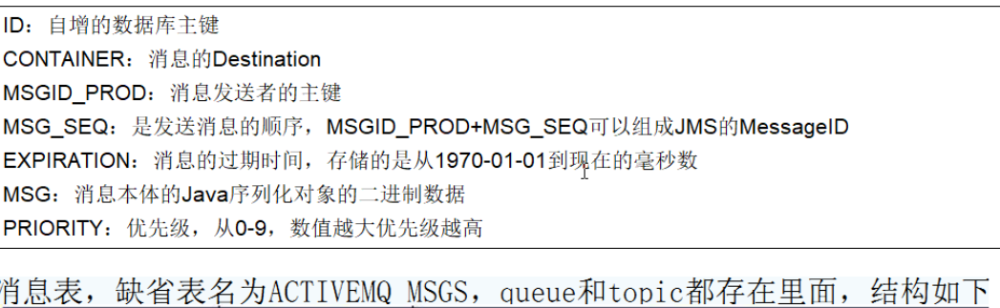 ID：自增的数据库主键
CONTAINER：消息的Destination
MSGID_PROD：消息发送者的主键
MSG_SEQ：是发送消息的顺序，MSGID_PROD+MSG_SEQ可以组成JMS的MessageID
EXPIRATION：消息的过期时间，存储的是从1970-01-01到现在的毫秒数
MSG：消息本体的Java序列化对象的二进制数据
PRIORITY：优先级，从0-9，数值越大优先级越高
消息表，缺省表名为ACTIVEMQ_MSGS，queue和topic都存在里面，结构如下